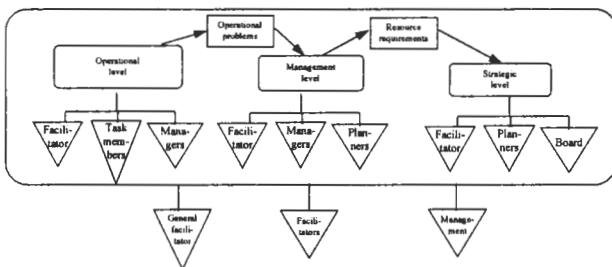 Operational
problems
Resource
requirements
Operational
level
Management
level
Strategic
level
Facili-
tator
Task
mem-
bers
Mana-
gers
Facili-
tator
Mana-
gers
Plan-
ners
Facili-
tator
Plan-
ners
Board
General
facili-
tator
Facili-
tators
Manage-
ment